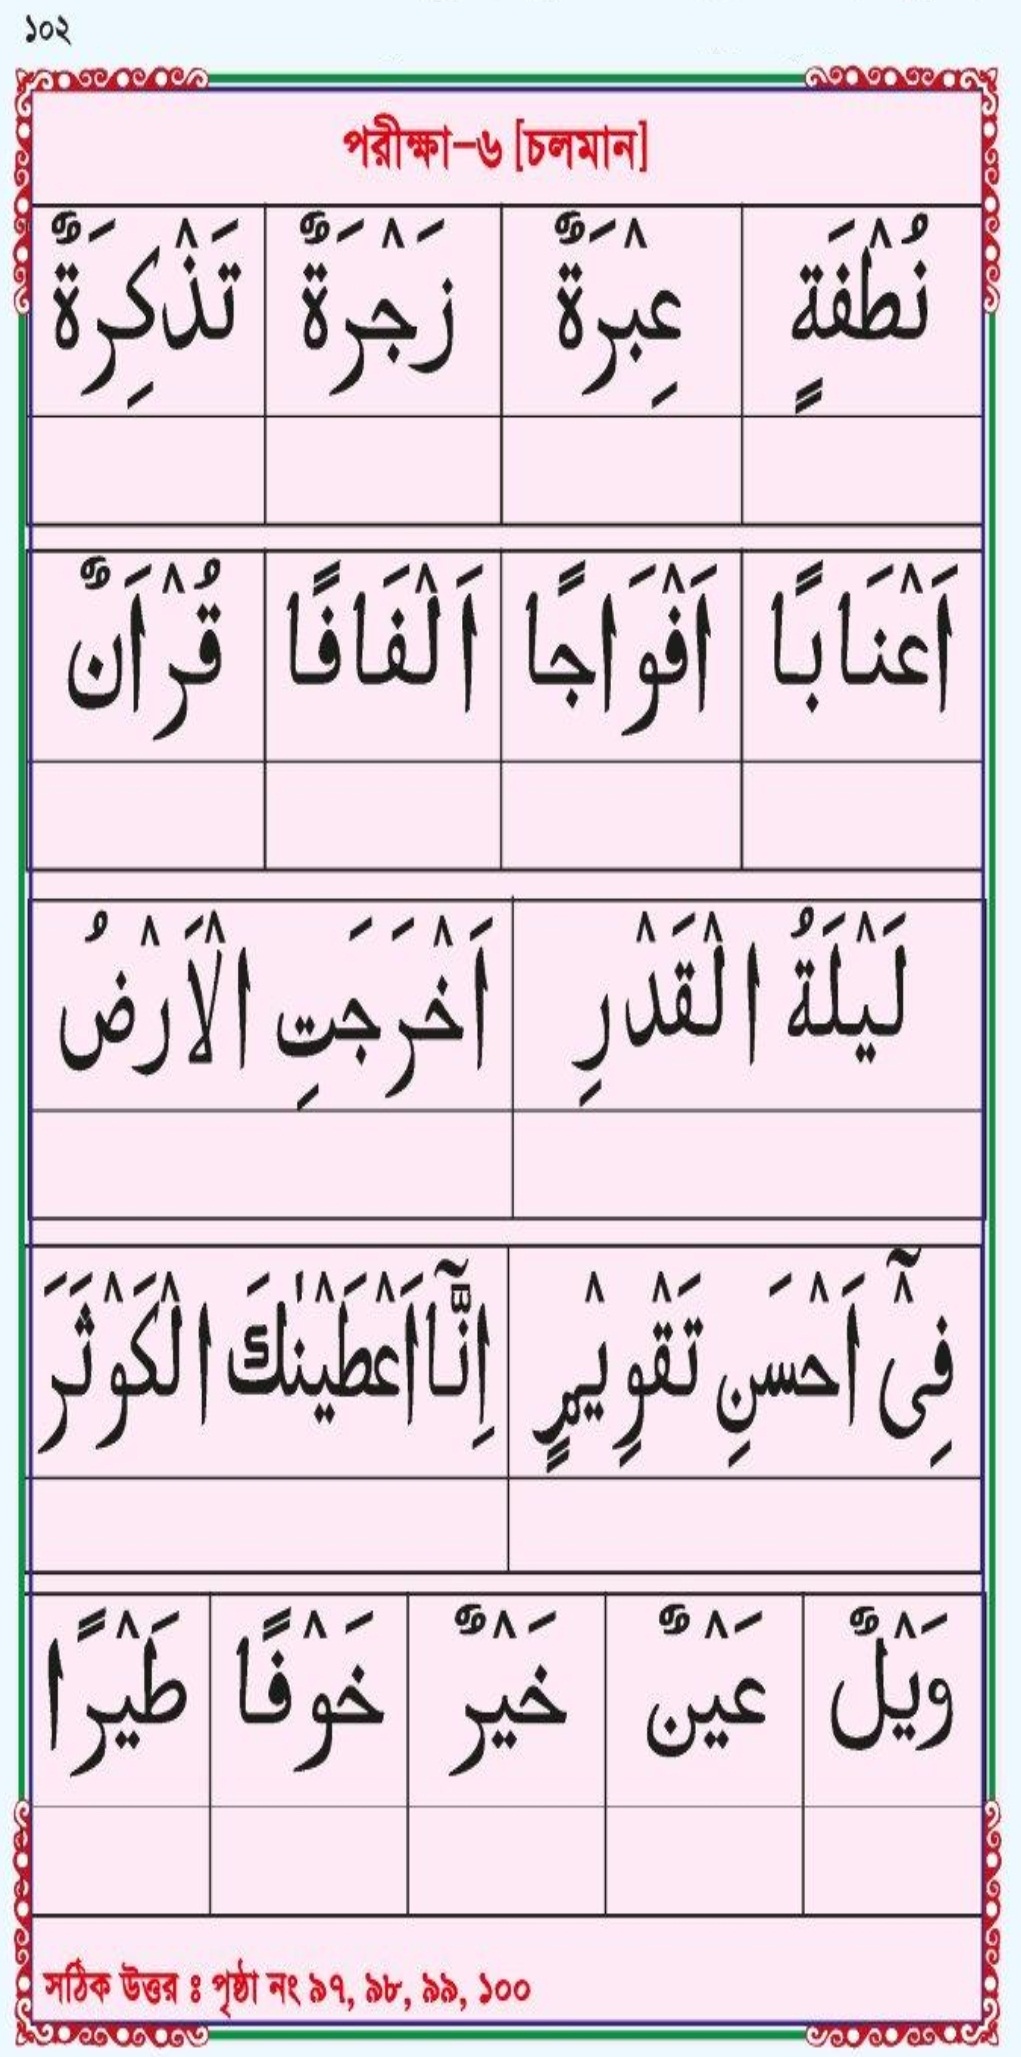 ১০২
পরীক্ষা-৬ [চলমান]
نُطْفَةٍ عِبْرَةٌ زَجْرَةٌ تَذْكِرَةٌ
اَعْنَابًا اَفْوَاجًا اَلْفَافًا قُرْاَنٌ
لَيْلَةُ الْقَدْرِ اَخْرَجَتِ الْاَرْضُ
فِىْٓ اَحْسَنِ تَقْوِيْمٍ اِنَّآ اَعْطَيْنٰكَ الْكَوْثَرَ
وَيْلٌ عَيْنٌ خَيْرٌ خَوْفًا طَيْرًا
সঠিক উত্তর ঃ পৃষ্ঠা নং ৯৭, ৯৮, ৯৯, ১০০